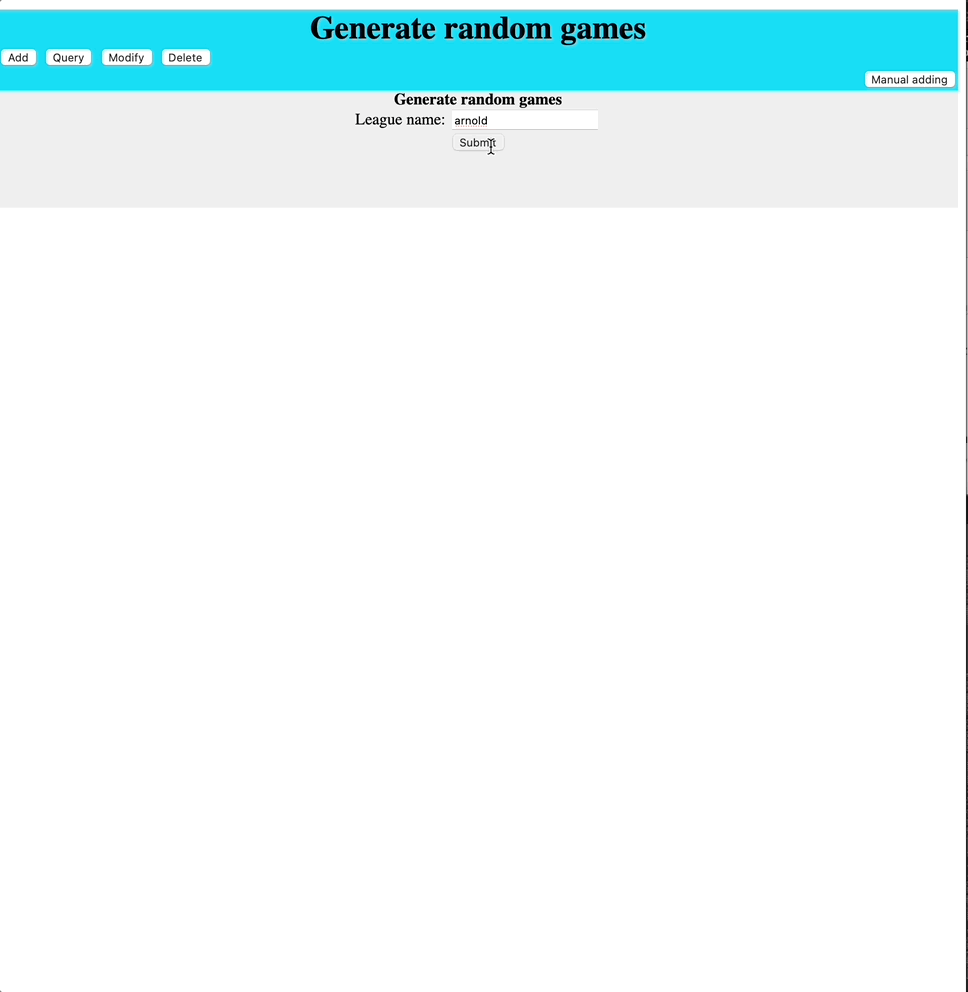 Generate random games
Add Query Modify Delete
Manual adding
Generate random games
League name: arnold
Submit